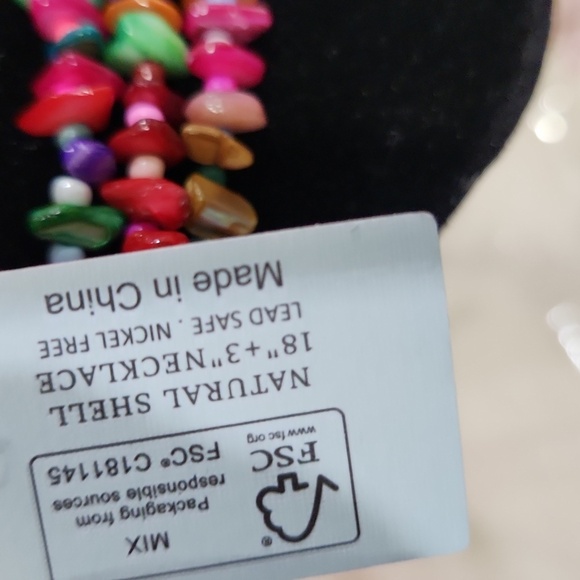 MIX
Packaging from
responsible sources
FSC® C181145
®
FSC
www.fsc.org
NATURAL SHELL
18"+3"NECKLACE
LEAD SAFE . NICKEL FREE
Made in China